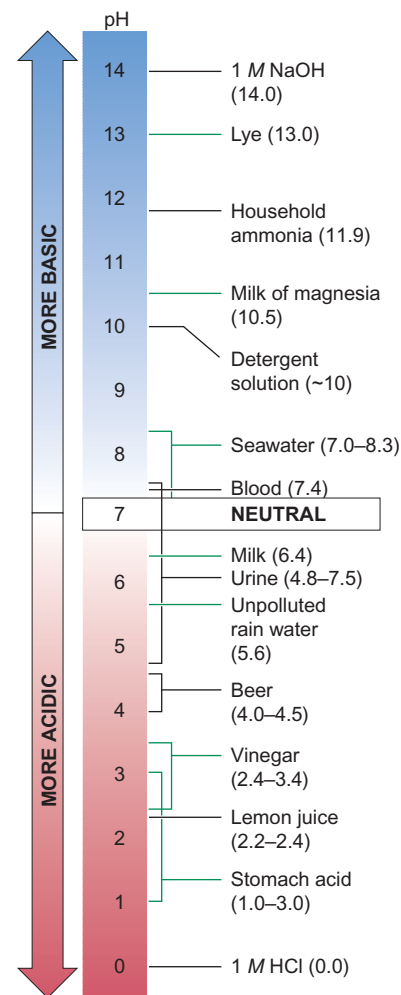 pH
14
1 M NaOH
(14.0)
13
Lye (13.0)
12
Household
ammonia (11.9)
11
Milk of magnesia
(10.5)
10
Detergent
solution (~10)
9
8
Seawater (7.0–8.3)
Blood (7.4)
7
NEUTRAL
Milk (6.4)
6
Urine (4.8–7.5)
Unpolluted
rain water
(5.6)
5
Beer
(4.0–4.5)
4
Vinegar
(2.4–3.4)
3
Lemon juice
(2.2–2.4)
2
Stomach acid
(1.0–3.0)
1
0
1 M HCl (0.0)
MORE BASIC
MORE ACIDIC